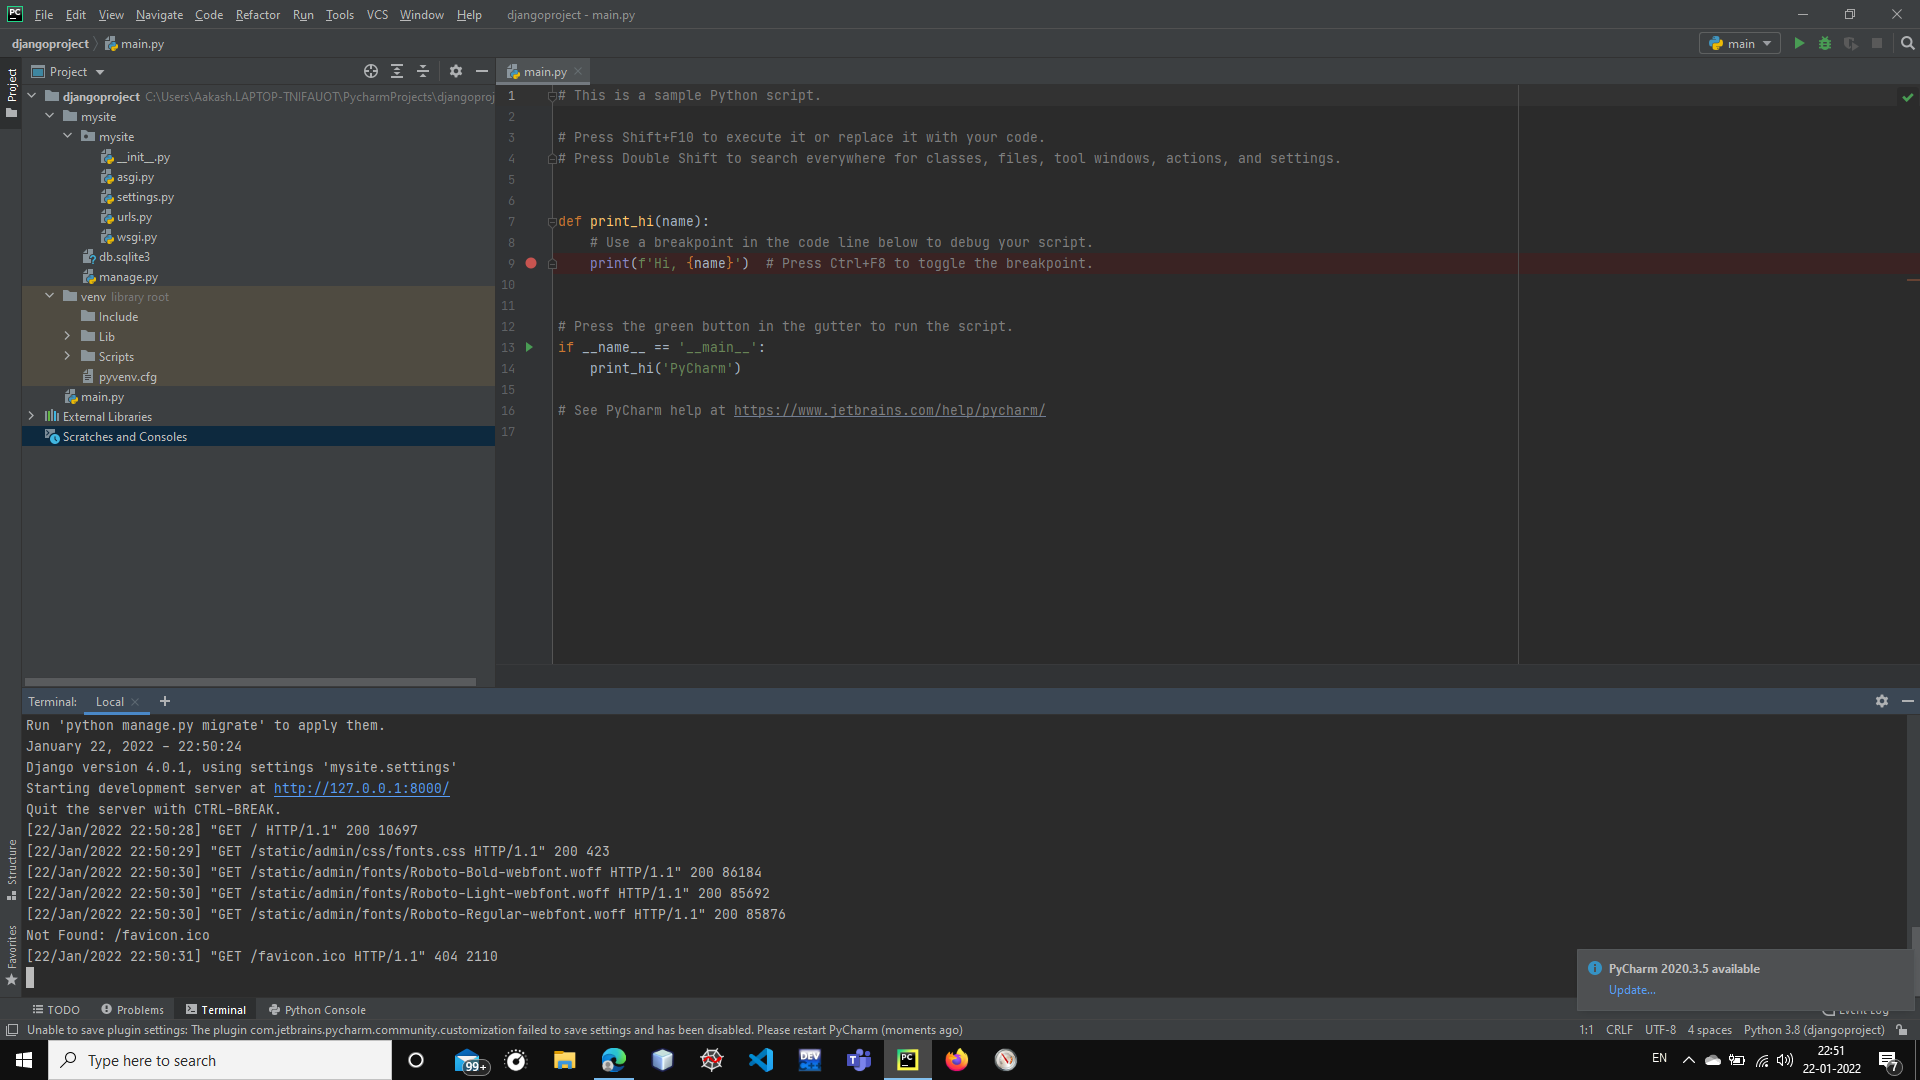 File Edit View Navigate Code Refactor Run Tools VCS Window Help djangoproject - main.py
djangoproject main.py
main
Project
Project
main.py
djangoproject C:\Users\Aakash.LAPTOP-TNIFAUOT\PycharmProjects\djangoproj
mysite
mysite
__init__.py
asgi.py
settings.py
urls.py
wsgi.py
db.sqlite3
manage.py
venv library root
Include
Lib
Scripts
pyvenv.cfg
main.py
External Libraries
Scratches and Consoles
1 # This is a sample Python script.
2
3 # Press Shift+F10 to execute it or replace it with your code.
4 # Press Double Shift to search everywhere for classes, files, tool windows, actions, and settings.
5
6
7 def print_hi(name):
8 # Use a breakpoint in the code line below to debug your script.
9 print(f'Hi, {name}') # Press Ctrl+F8 to toggle the breakpoint.
10
11
12 # Press the green button in the gutter to run the script.
13 if __name__ == '__main__':
14 print_hi('PyCharm')
15
16 # See PyCharm help at https://www.jetbrains.com/help/pycharm/
17
Terminal: Local
Run 'python manage.py migrate' to apply them.
January 22, 2022 - 22:50:24
Django version 4.0.1, using settings 'mysite.settings'
Starting development server at http://127.0.0.1:8000/
Quit the server with CTRL-BREAK.
[22/Jan/2022 22:50:28] "GET / HTTP/1.1" 200 10697
[22/Jan/2022 22:50:29] "GET /static/admin/css/fonts.css HTTP/1.1" 200 423
[22/Jan/2022 22:50:30] "GET /static/admin/fonts/Roboto-Bold-webfont.woff HTTP/1.1" 200 86184
[22/Jan/2022 22:50:30] "GET /static/admin/fonts/Roboto-Light-webfont.woff HTTP/1.1" 200 85692
[22/Jan/2022 22:50:30] "GET /static/admin/fonts/Roboto-Regular-webfont.woff HTTP/1.1" 200 85876
Not Found: /favicon.ico
[22/Jan/2022 22:50:31] "GET /favicon.ico HTTP/1.1" 404 2110
Structure
Favorites
PyCharm 2020.3.5 available
Update...
TODO Problems Terminal Python Console Event Log
Unable to save plugin settings: The plugin com.jetbrains.pycharm.community.customization failed to save settings and has been disabled. Please restart PyCharm (moments ago) 1:1 CRLF UTF-8 4 spaces Python 3.8 (djangoproject)
Type here to search
99+
DEV
PC
EN
22:51
22-01-2022
7